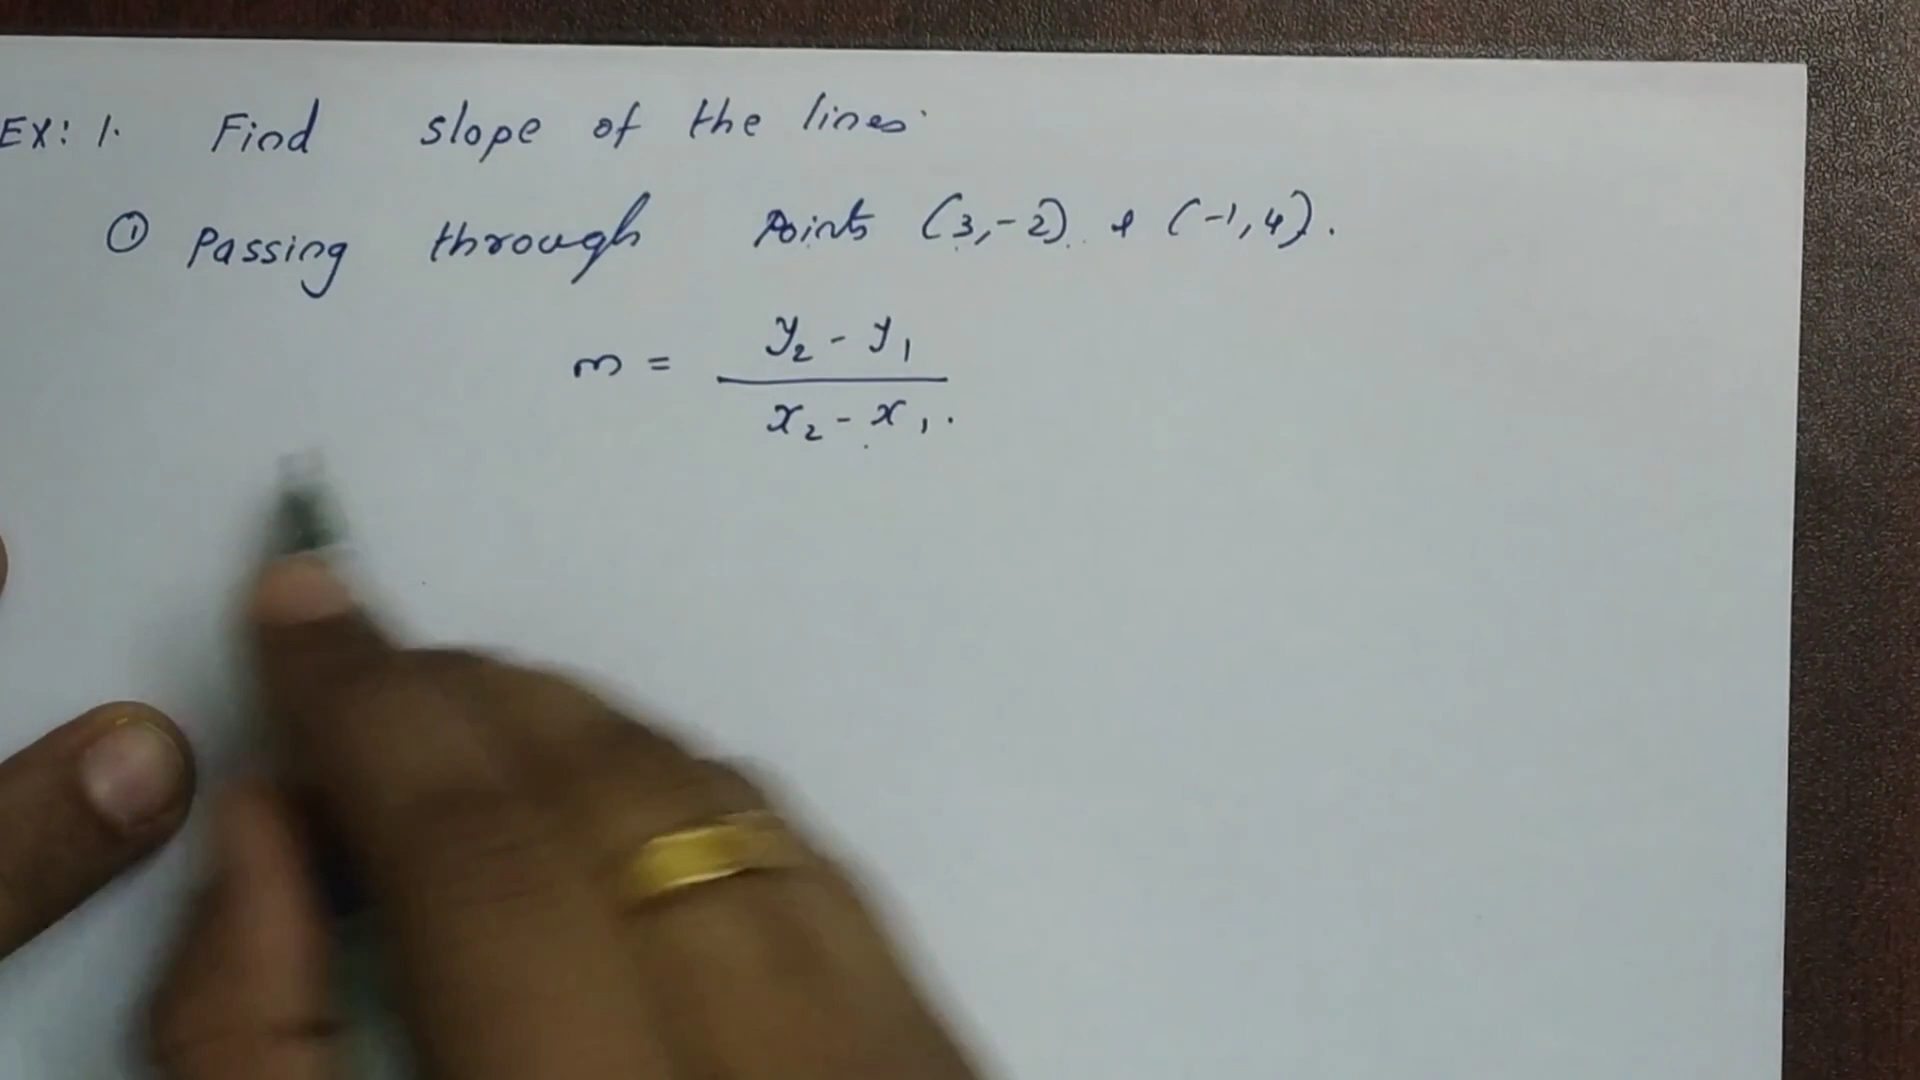 EX: 1. Find slope of the lines.
① Passing through Points (3,-2) & (-1,4).
m = y₂ - y₁
x₂ - x₁.